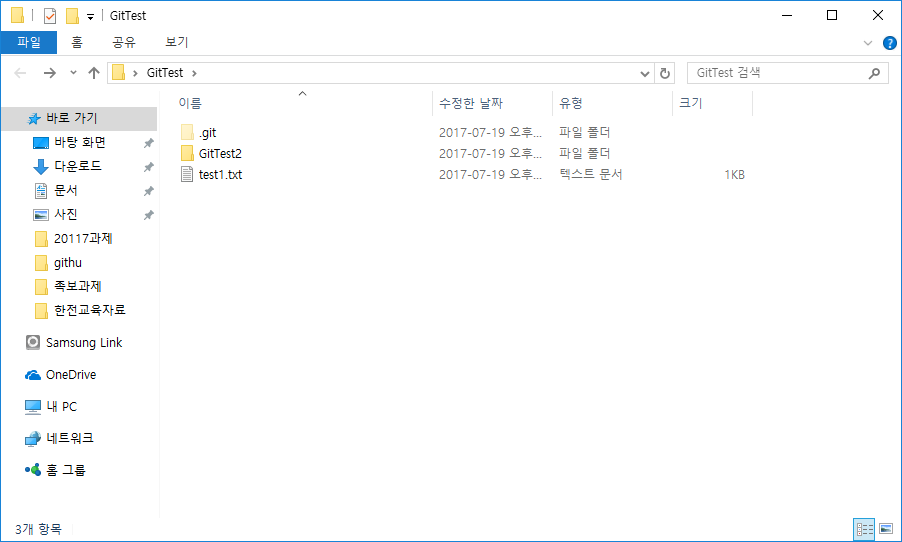 GitTest
파일 홈 공유 보기
GitTest
GitTest 검색
이름 수정한 날짜 유형 크기
바로 가기
바탕 화면
다운로드
문서
사진
20117과제
githu
족보과제
한전교육자료
Samsung Link
OneDrive
내 PC
네트워크
홈 그룹
.git 2017-07-19 오후... 파일 폴더
GitTest2 2017-07-19 오후... 파일 폴더
test1.txt 2017-07-19 오후... 텍스트 문서 1KB
3개 항목